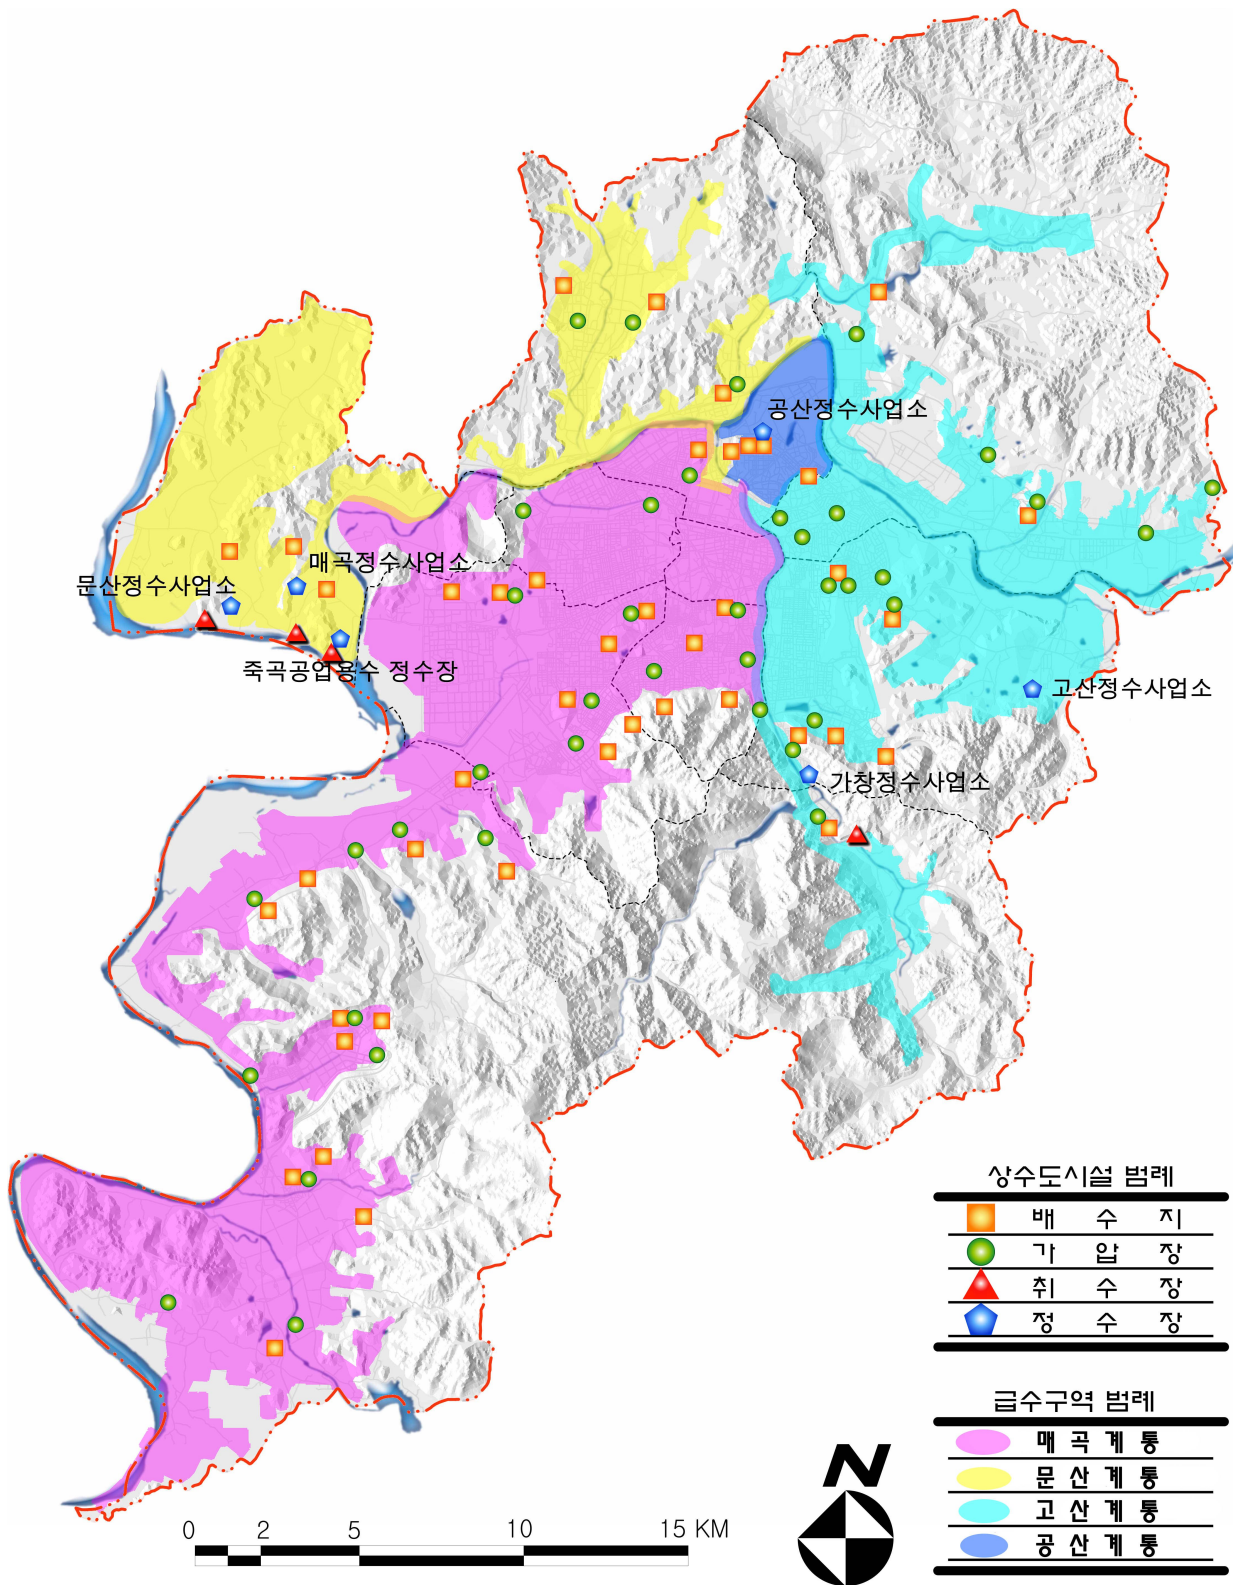 공산정수사업소
매곡정수사업소
문산정수사업소
죽곡공업용수 정수장
고산정수사업소
가창정수사업소
상수도시설 범례
배 수 지
가 압 장
취 수 장
정 수 장
급수구역 범례
매 곡 계 통
문 산 계 통
고 산 계 통
공 산 계 통
N
0 2 5 10 15 KM